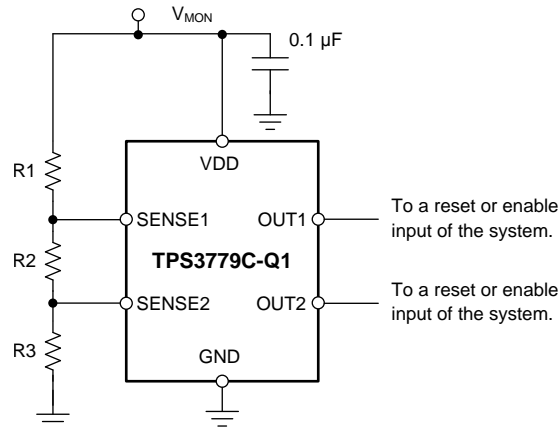 VMON
0.1 µF
VDD
R1
SENSE1
OUT1
To a reset or enable
input of the system.
R2
TPS3779C-Q1
SENSE2
OUT2
To a reset or enable
input of the system.
R3
GND